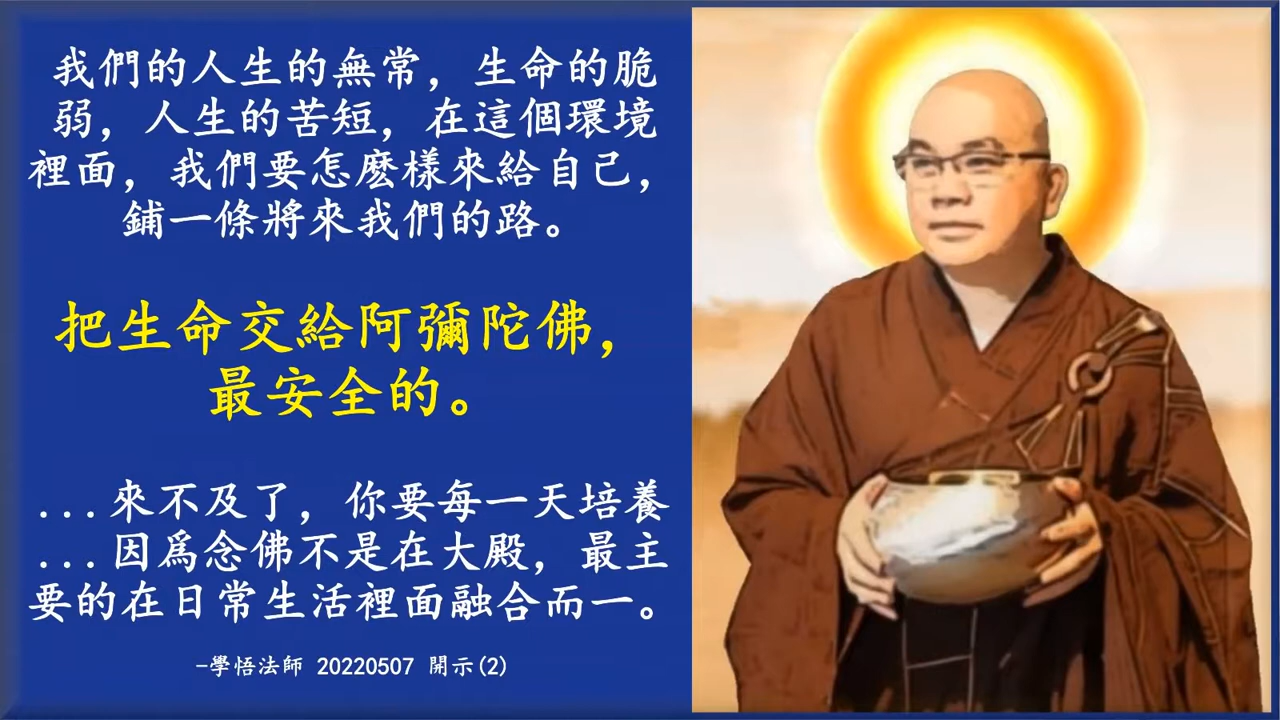 我們的人生的無常，生命的脆
弱，人生的苦短，在這個環境
裡面，我們要怎麼樣來給自己，
鋪一條將來我們的路。
把生命交給阿彌陀佛，
最安全的。
...來不及了，你要每一天培養
...因爲念佛不是在大殿，最主
要的在日常生活裡面融合而一。
-學悟法師 20220507 開示(2)